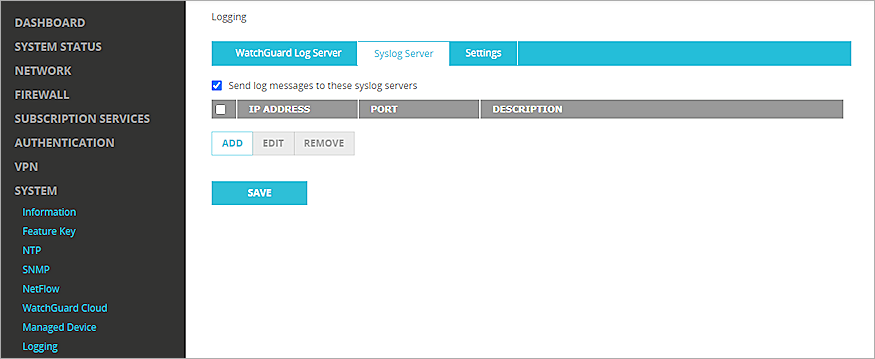 DASHBOARD
SYSTEM STATUS
NETWORK
FIREWALL
SUBSCRIPTION SERVICES
AUTHENTICATION
VPN
SYSTEM
Information
Feature Key
NTP
SNMP
NetFlow
WatchGuard Cloud
Managed Device
Logging
Logging
WatchGuard Log Server Syslog Server Settings
Send log messages to these syslog servers
IP ADDRESS PORT DESCRIPTION
ADD EDIT REMOVE
SAVE